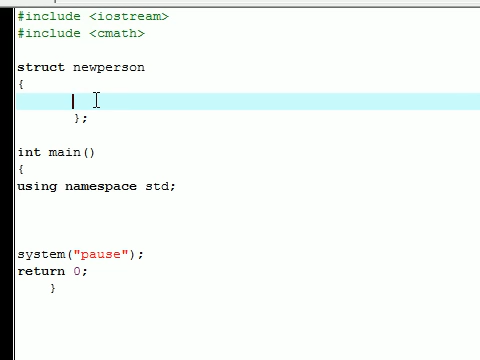 #include <iostream>
#include <cmath>
struct newperson
{
};
int main()
{
using namespace std;
system("pause");
return 0;
}